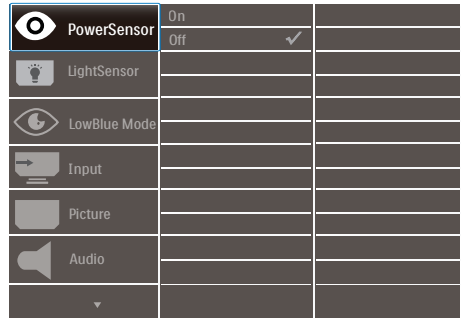 PowerSensor
On
Off
LightSensor
LowBlue Mode
Input
Picture
Audio